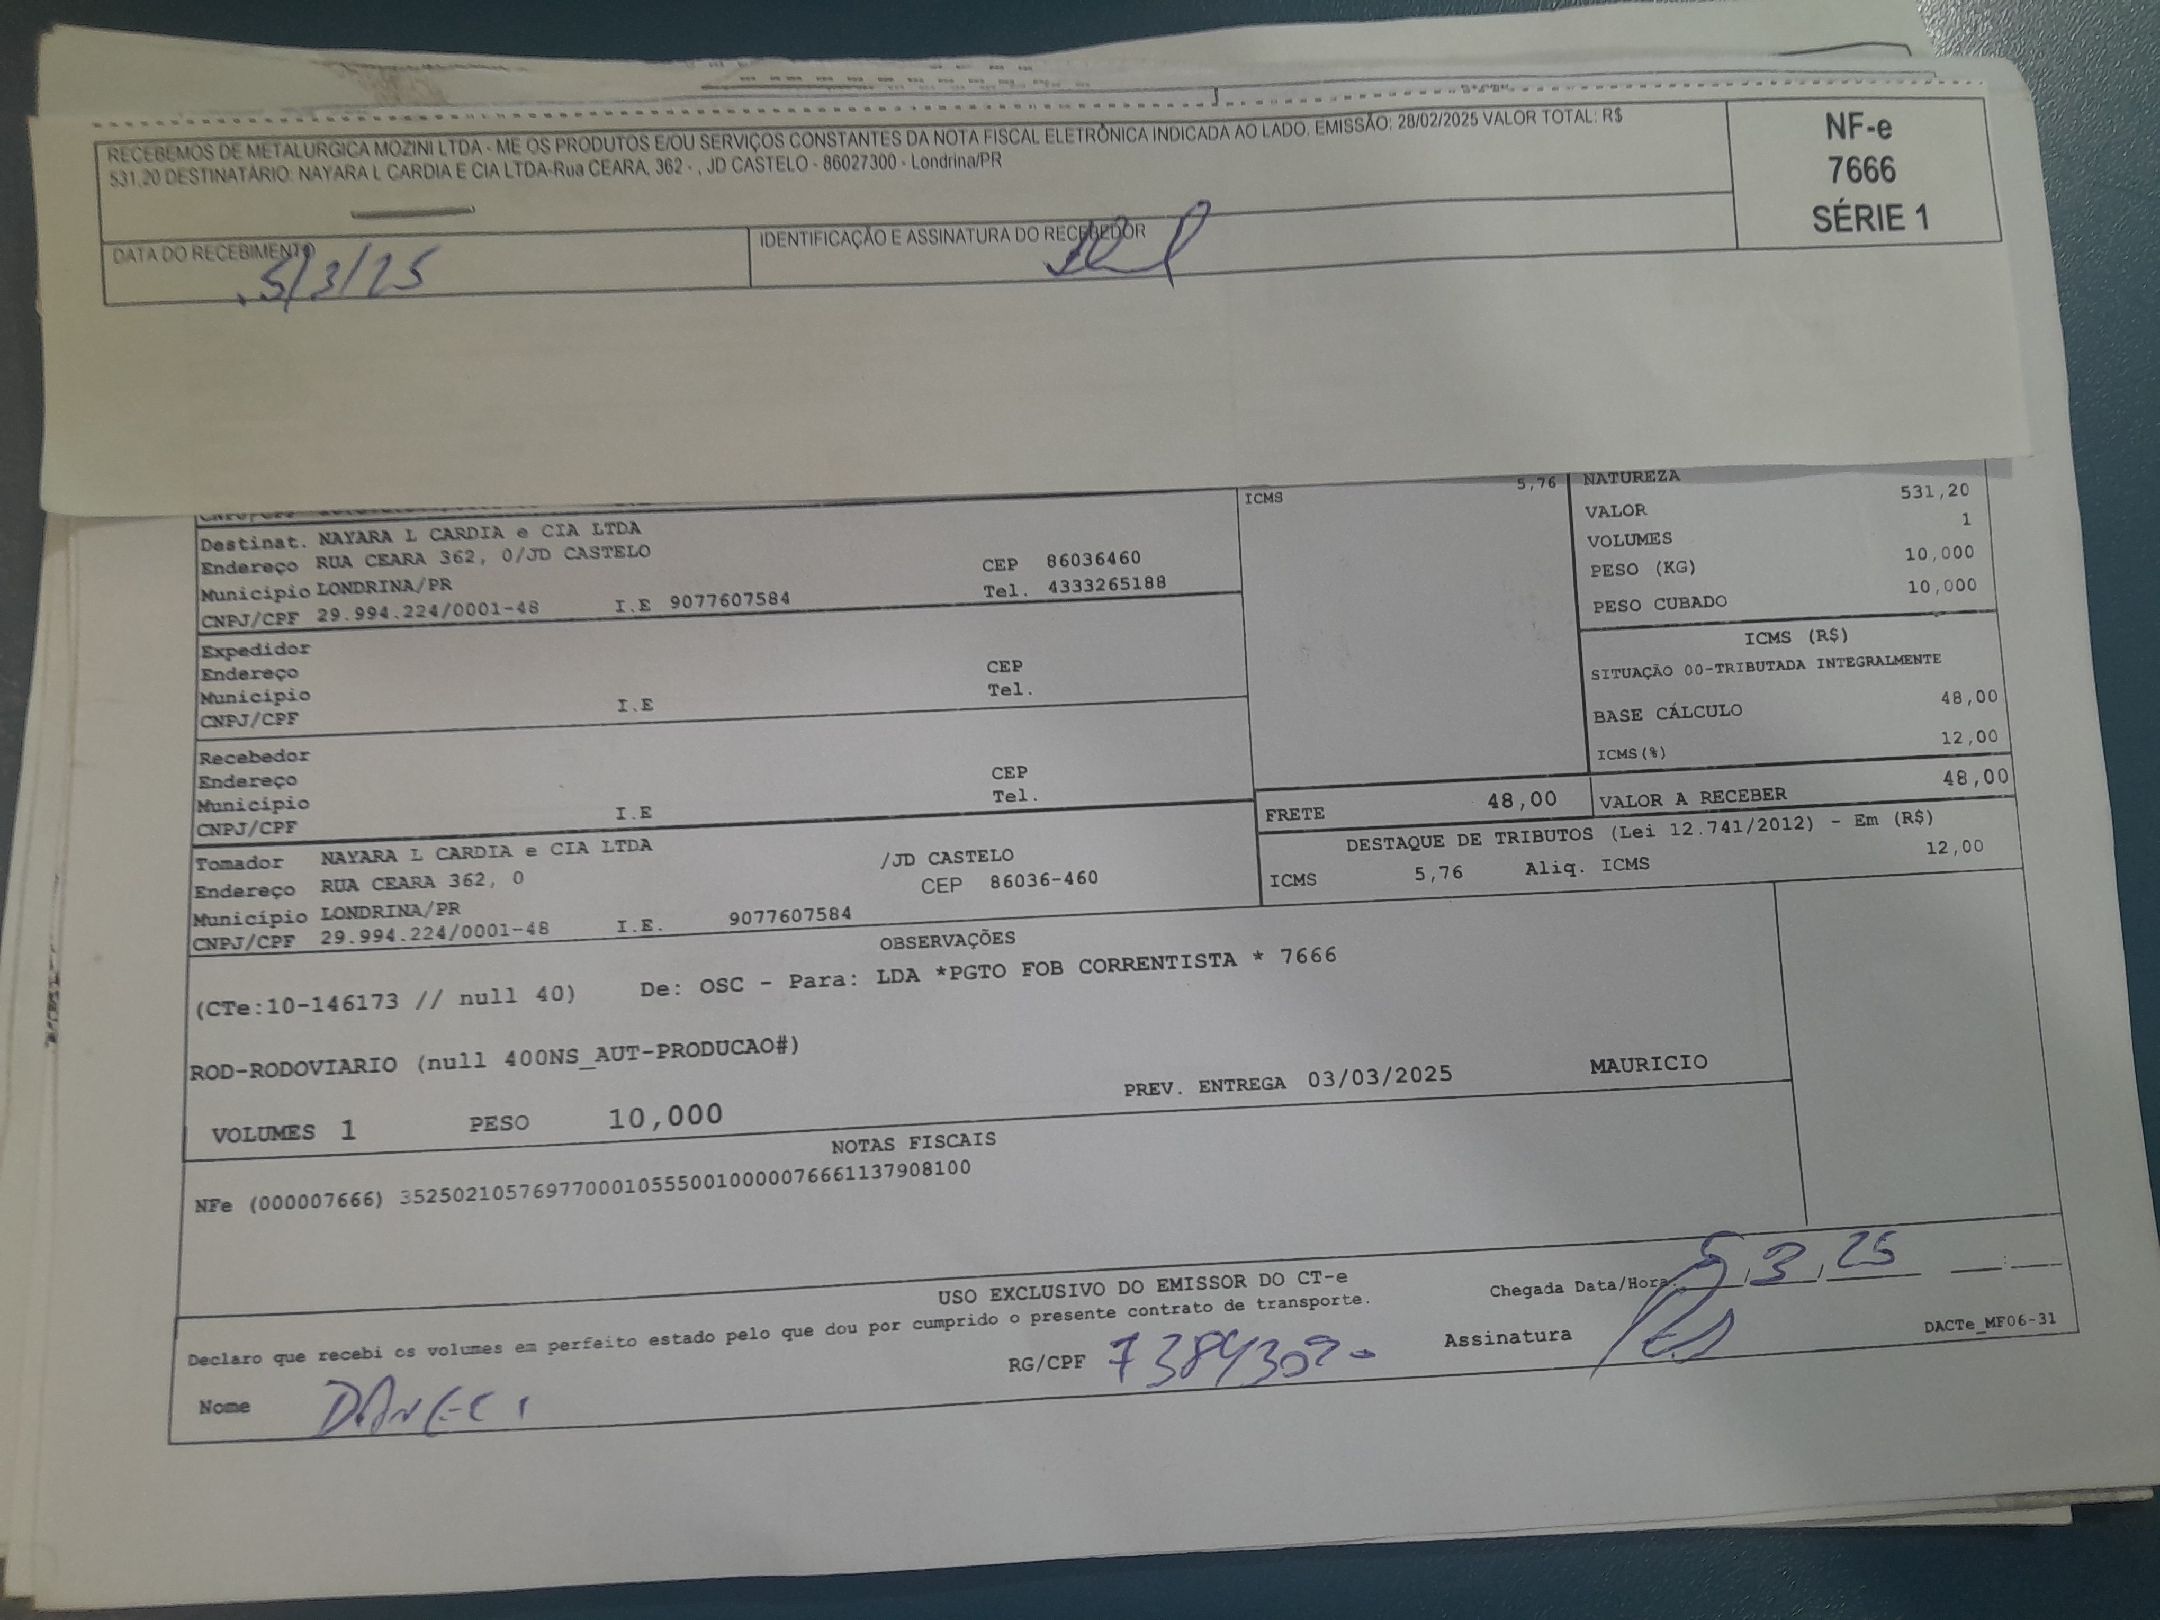 RECEBEMOS DE METALURGICA MOZINI LTDA - ME OS PRODUTOS E/OU SERVIÇOS CONSTANTES DA NOTA FISCAL ELETRÔNICA INDICADA AO LADO. EMISSÃO: 28/02/2025 VALOR TOTAL: R$
531,20 DESTINATÁRIO: NAYARA L CARDIA E CIA LTDA-Rua CEARA, 362 - , JD CASTELO - 86027300 - Londrina/PR
NF-e
7666
SÉRIE 1
DATA DO RECEBIMENTO
5/3/25
IDENTIFICAÇÃO E ASSINATURA DO RECEBEDOR
CNPJ/CPF
Destinat. NAYARA L CARDIA e CIA LTDA
Endereço RUA CEARA 362, 0/JD CASTELO CEP 86036460
Município LONDRINA/PR Tel. 4333265188
CNPJ/CPF 29.994.224/0001-48 I.E 9077607584
Expedidor
Endereço CEP
Município Tel.
CNPJ/CPF I.E
Recebedor
Endereço CEP
Município Tel.
CNPJ/CPF I.E
Tomador NAYARA L CARDIA e CIA LTDA /JD CASTELO
Endereço RUA CEARA 362, 0 CEP 86036-460
Município LONDRINA/PR
CNPJ/CPF 29.994.224/0001-48 I.E. 9077607584
ICMS 5,76
NATUREZA
VALOR 531,20
VOLUMES 1
PESO (KG) 10,000
PESO CUBADO 10,000
ICMS (R$)
SITUAÇÃO 00-TRIBUTADA INTEGRALMENTE
BASE CÁLCULO 48,00
ICMS(%) 12,00
FRETE 48,00 VALOR A RECEBER 48,00
DESTAQUE DE TRIBUTOS (Lei 12.741/2012) - Em (R$)
ICMS 5,76 Aliq. ICMS 12,00
OBSERVAÇÕES
(CTe:10-146173 // null 40) De: OSC - Para: LDA *PGTO FOB CORRENTISTA * 7666
ROD-RODOVIARIO (null 400NS_AUT-PRODUCAO#)
PREV. ENTREGA 03/03/2025 MAURICIO
VOLUMES 1 PESO 10,000
NOTAS FISCAIS
NFe (000007666) 35250210576977000105550010000076661137908100
USO EXCLUSIVO DO EMISSOR DO CT-e
Declaro que recebi os volumes em perfeito estado pelo que dou por cumprido o presente contrato de transporte.
Chegada Data/Hora: 5/3/25 __:__
Nome
RG/CPF
Assinatura
DACTe_MF06-31